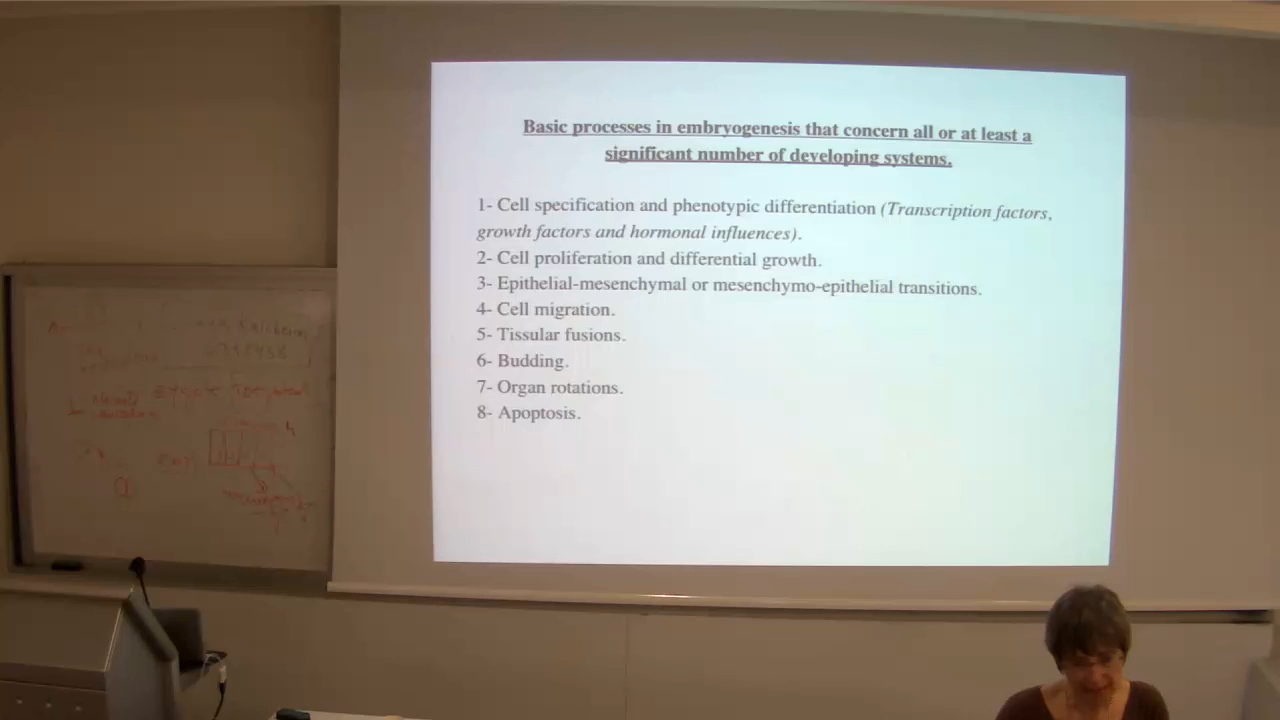 Basic processes in embryogenesis that concern all or at least a
significant number of developing systems.
1- Cell specification and phenotypic differentiation (Transcription factors,
growth factors and hormonal influences).
2- Cell proliferation and differential growth.
3- Epithelial-mesenchymal or mesenchymo-epithelial transitions.
4- Cell migration.
5- Tissular fusions.
6- Budding.
7- Organ rotations.
8- Apoptosis.